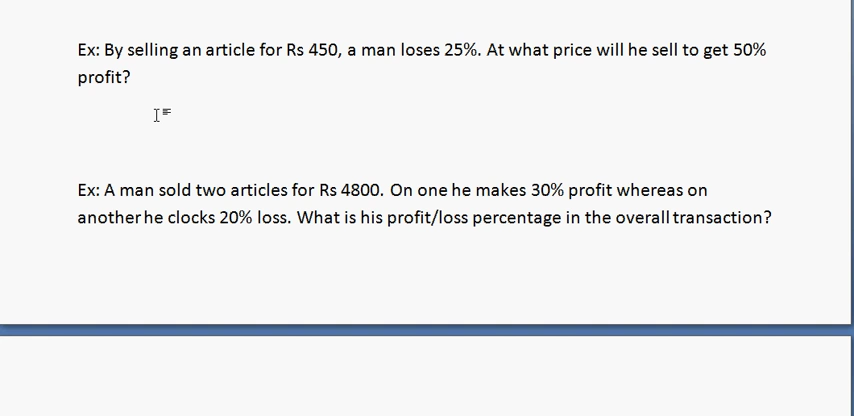 Ex: By selling an article for Rs 450, a man loses 25%. At what price will he sell to get 50%
profit?
Ex: A man sold two articles for Rs 4800. On one he makes 30% profit whereas on
another he clocks 20% loss. What is his profit/loss percentage in the overall transaction?